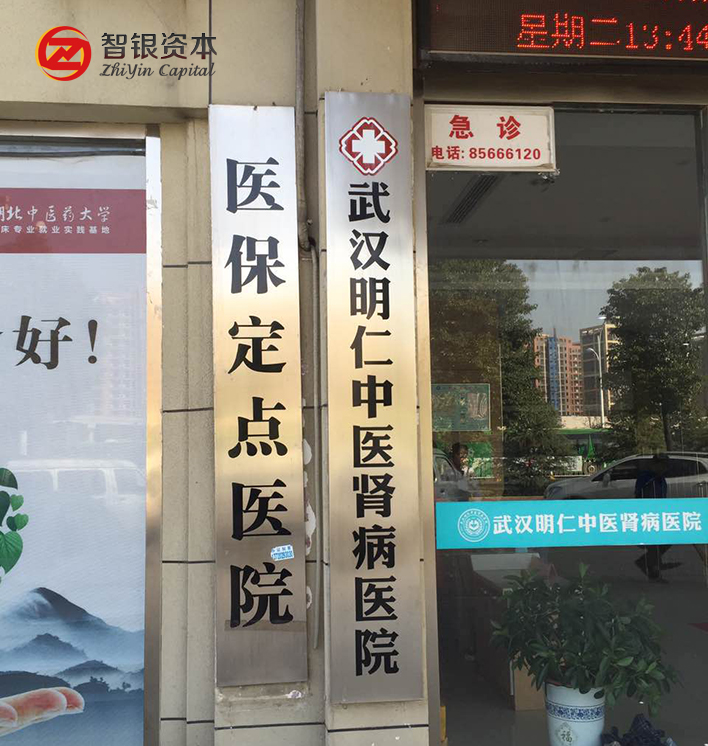 智银资本
ZhiYin Capital
星期二13:44
急诊
电话:85666120
湖北中医药大学
床专业就业实践基地
好!
医保定点医院
武汉明仁中医肾病医院
武汉明仁中医肾病医院
福